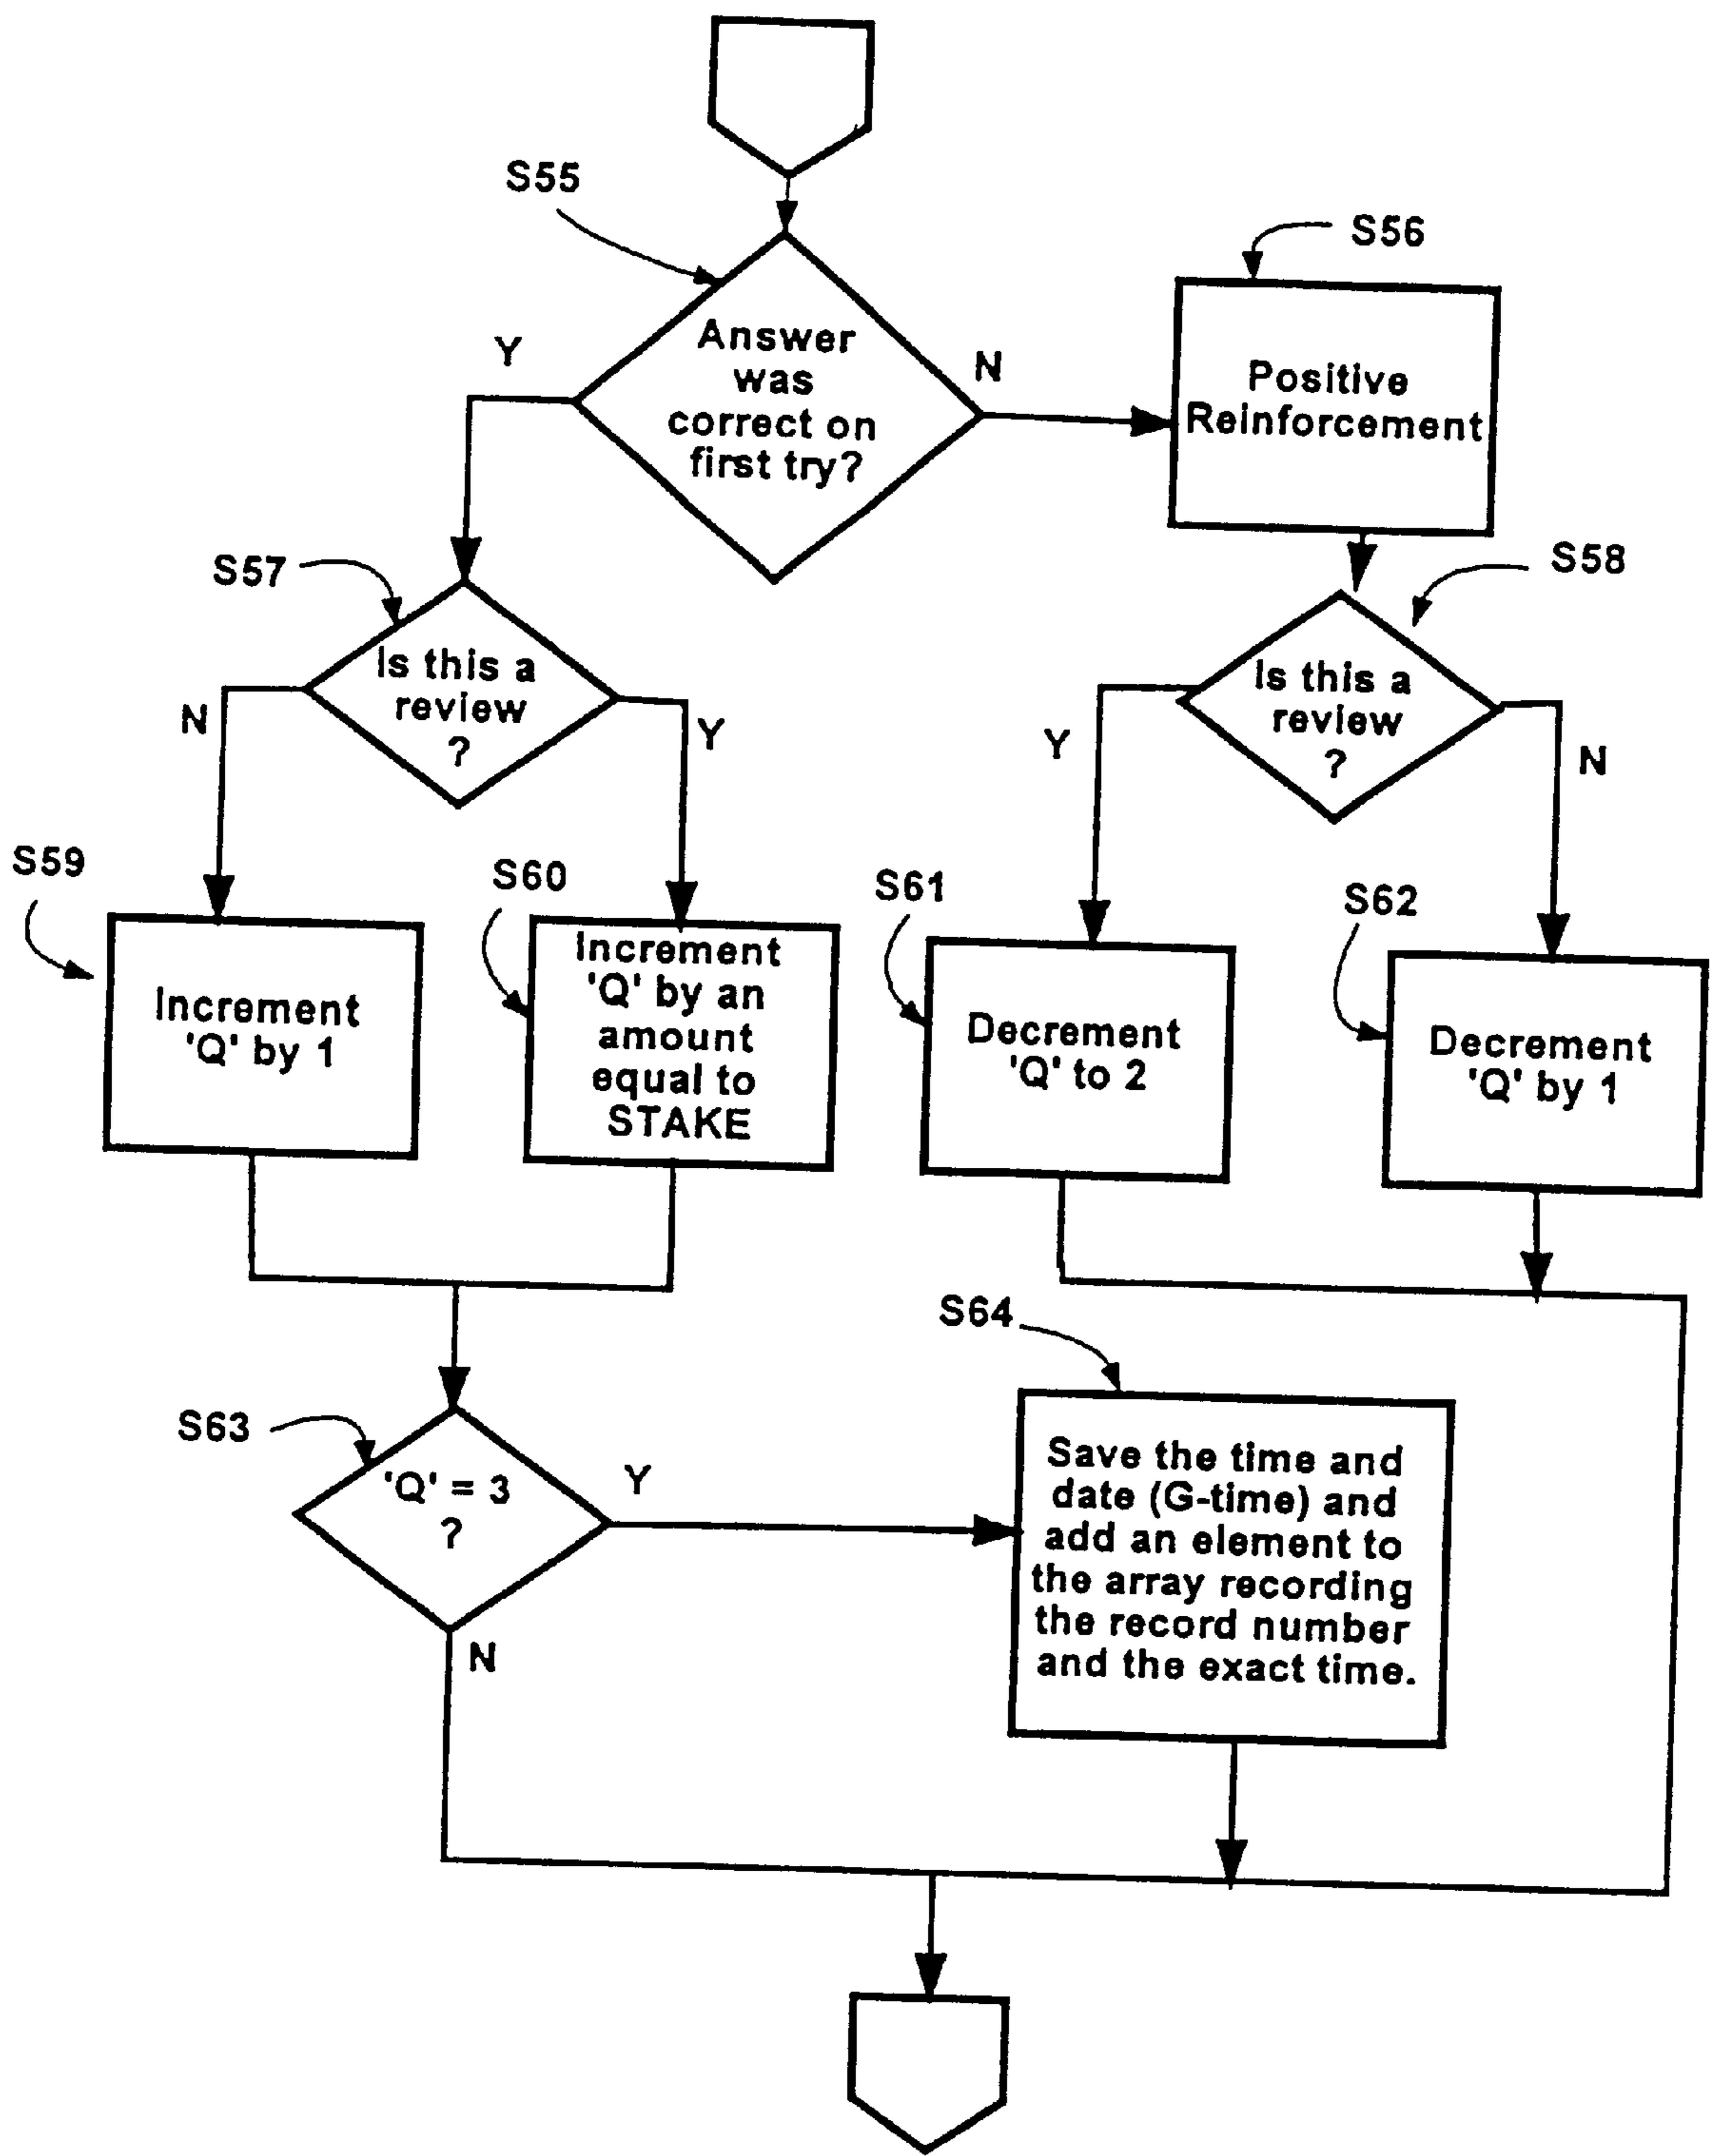 S55
S56
Answer
was
correct on
first try?
Y
N
Positive
Reinforcement
S57
S58
Is this a
review
?
N
Y
Is this a
review
?
Y
N
S59
S60
S61
S62
Increment
'Q' by 1
Increment
'Q' by an
amount
equal to
STAKE
Decrement
'Q' to 2
Decrement
'Q' by 1
S64
S63
'Q' = 3
?
Y
N
Save the time and
date (G-time) and
add an element to
the array recording
the record number
and the exact time.